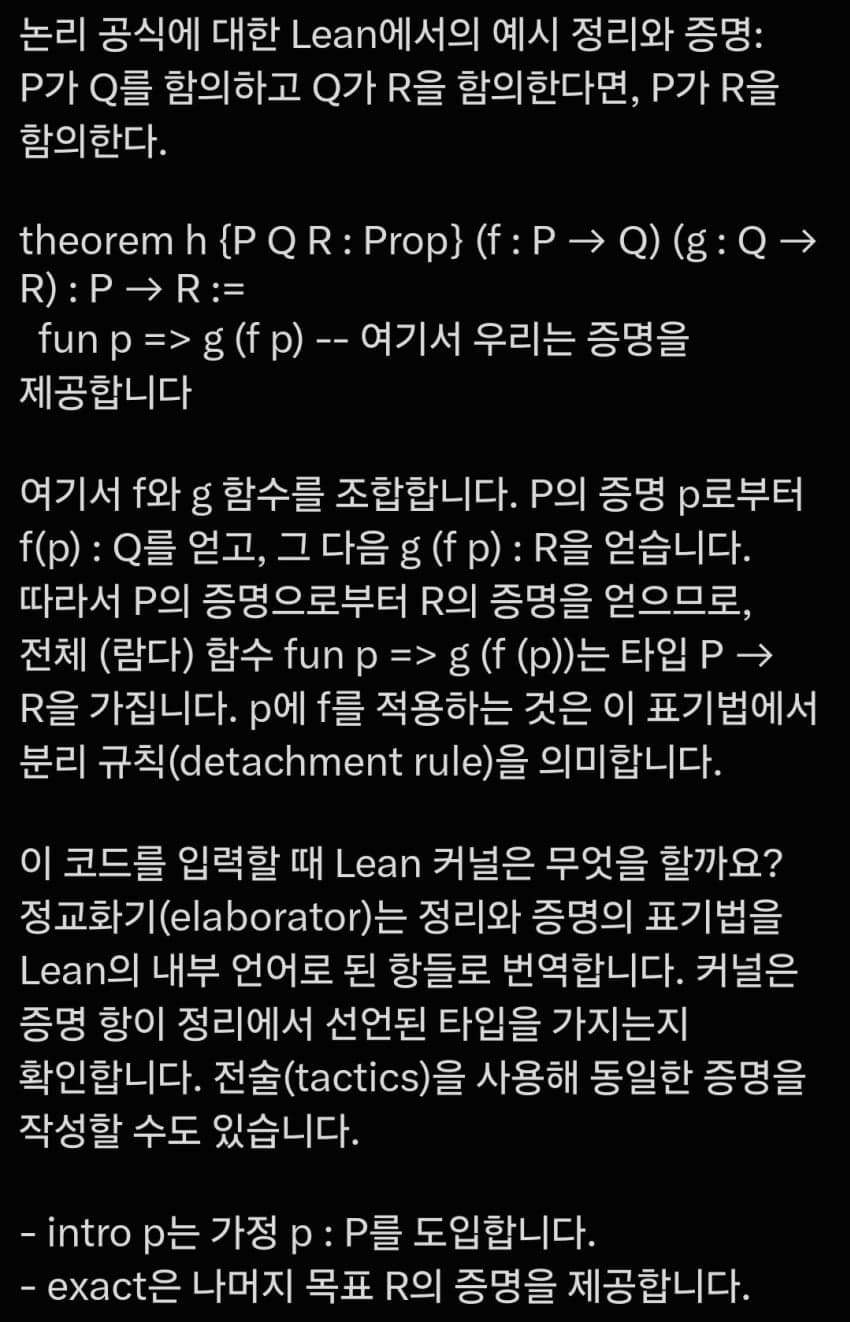 논리 공식에 대한 Lean에서의 예시 정리와 증명:
P가 Q를 함의하고 Q가 R을 함의한다면, P가 R을
함의한다.
theorem h {P Q R : Prop} (f : P → Q) (g : Q →
R) : P → R :=
fun p => g (f p) -- 여기서 우리는 증명을
제공합니다
여기서 f와 g 함수를 조합합니다. P의 증명 p로부터
f(p) : Q를 얻고, 그 다음 g (f p) : R을 얻습니다.
따라서 P의 증명으로부터 R의 증명을 얻으므로,
전체 (람다) 함수 fun p => g (f (p))는 타입 P →
R을 가집니다. p에 f를 적용하는 것은 이 표기법에서
분리 규칙(detachment rule)을 의미합니다.
이 코드를 입력할 때 Lean 커널은 무엇을 할까요?
정교화기(elaborator)는 정리와 증명의 표기법을
Lean의 내부 언어로 된 항들로 번역합니다. 커널은
증명 항이 정리에서 선언된 타입을 가지는지
확인합니다. 전술(tactics)을 사용해 동일한 증명을
작성할 수도 있습니다.
- intro p는 가정 p : P를 도입합니다.
- exact은 나머지 목표 R의 증명을 제공합니다.